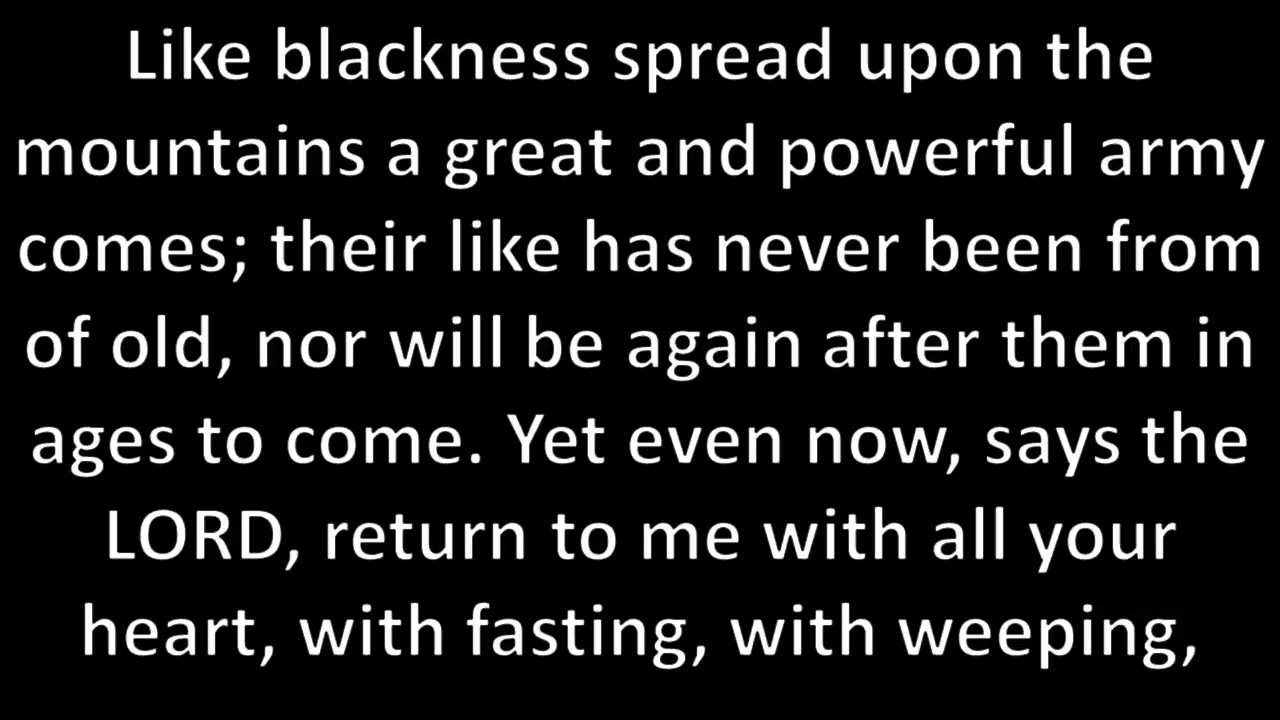 Like blackness spread upon the
mountains a great and powerful army
comes; their like has never been from
of old, nor will be again after them in
ages to come. Yet even now, says the
LORD, return to me with all your
heart, with fasting, with weeping,